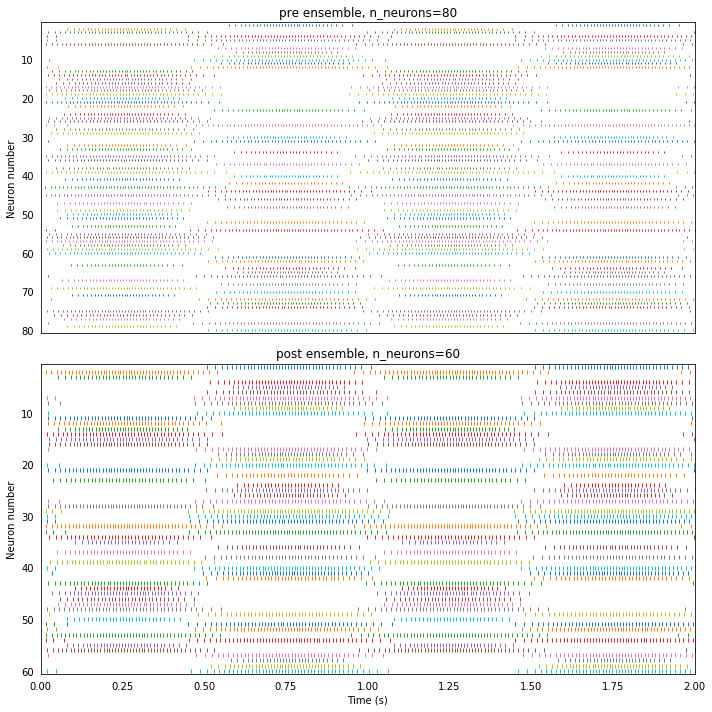 pre ensemble, n_neurons=80
10
20
30
40
50
60
70
80
Neuron number
post ensemble, n_neurons=60
10
20
30
40
50
60
Neuron number
0.00 0.25 0.50 0.75 1.00 1.25 1.50 1.75 2.00
Time (s)